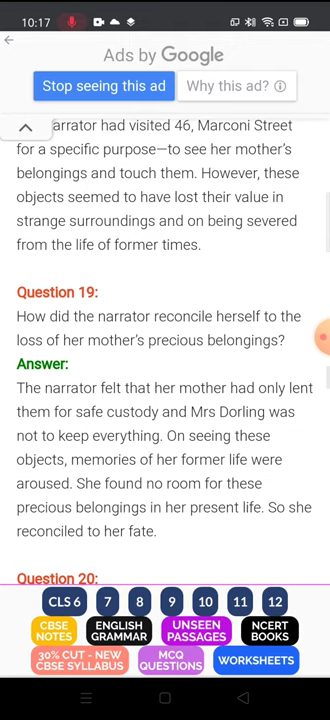 10:17
Ads by Google
Stop seeing this ad
Why this ad?
arrator had visited 46, Marconi Street
for a specific purpose—to see her mother's
belongings and touch them. However, these
objects seemed to have lost their value in
strange surroundings and on being severed
from the life of former times.
Question 19:
How did the narrator reconcile herself to the
loss of her mother's precious belongings?
Answer:
The narrator felt that her mother had only lent
them for safe custody and Mrs Dorling was
not to keep everything. On seeing these
objects, memories of her former life were
aroused. She found no room for these
precious belongings in her present life. So she
reconciled to her fate.
Question 20:
CLS 6 7 8 9 10 11 12
CBSE NOTES
ENGLISH GRAMMAR
UNSEEN PASSAGES
NCERT BOOKS
30% CUT - NEW CBSE SYLLABUS
MCQ QUESTIONS
WORKSHEETS